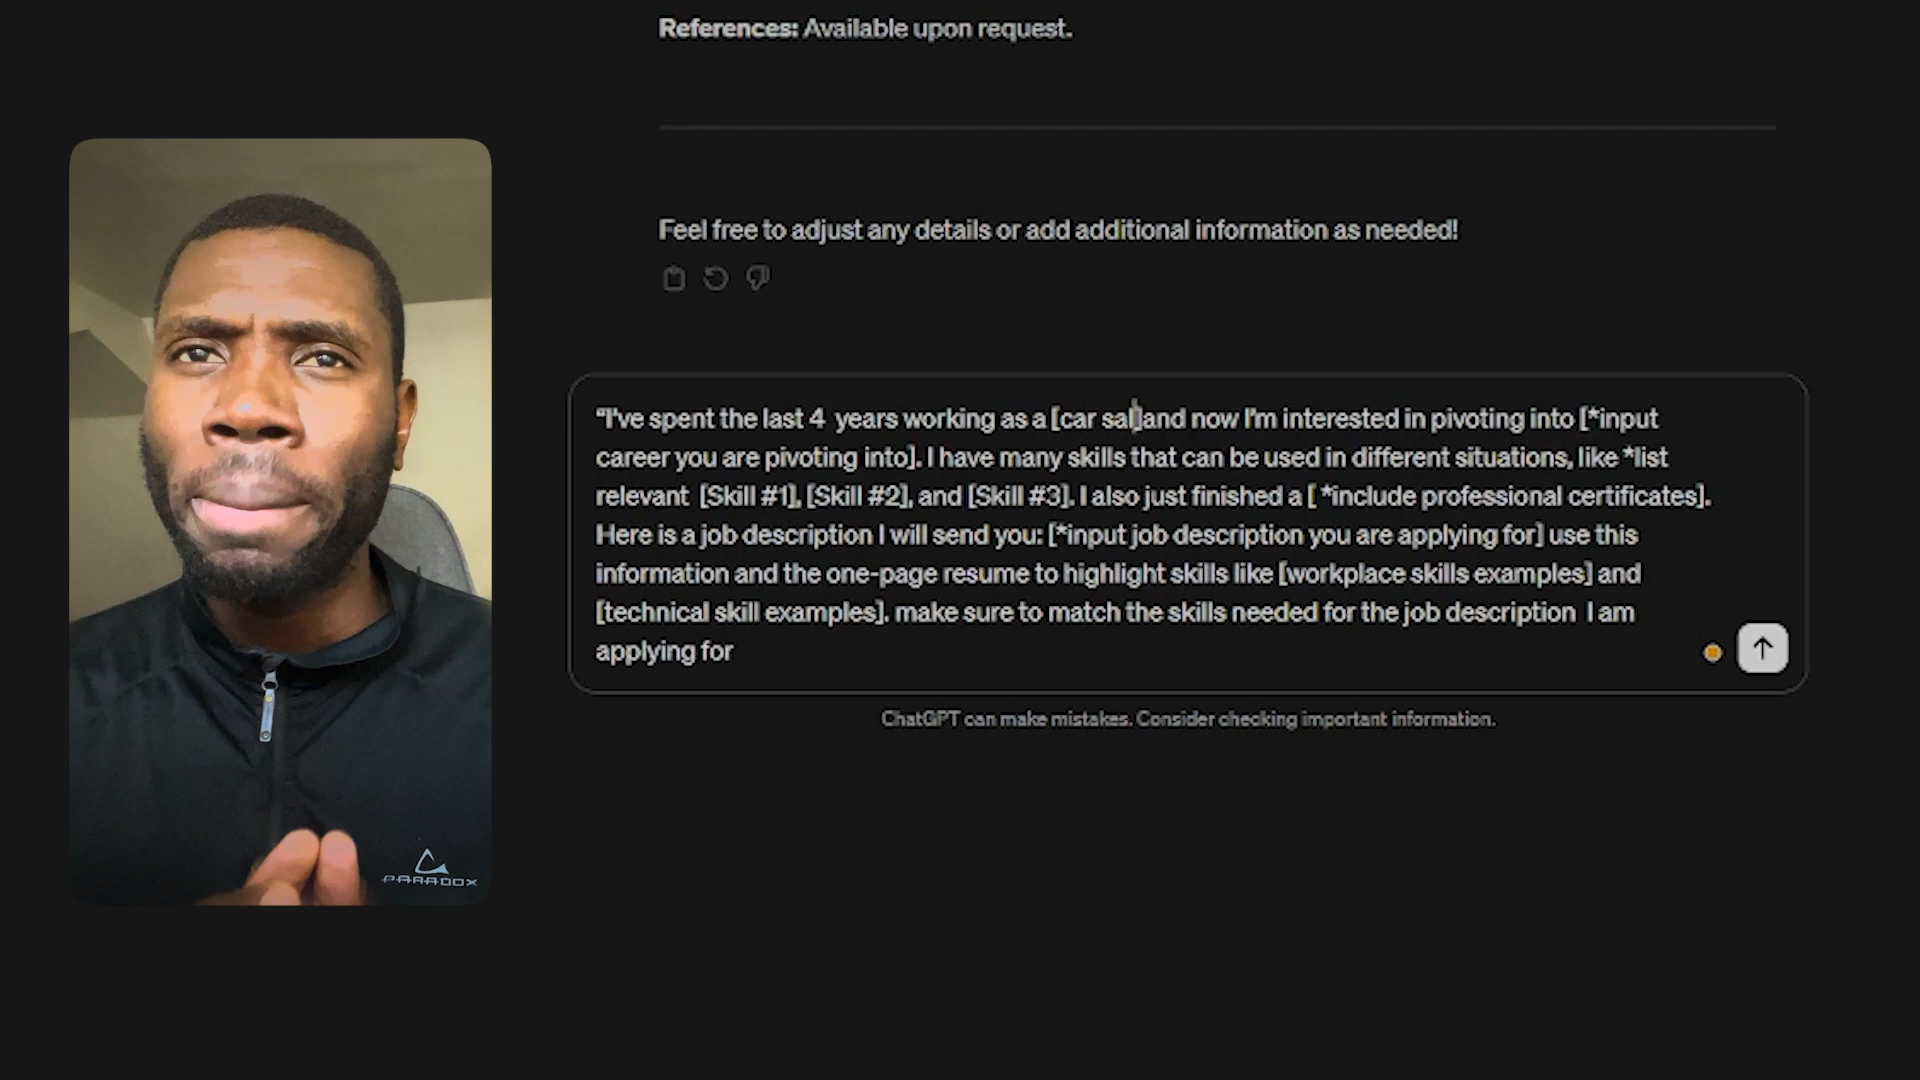 References: Available upon request.
Feel free to adjust any details or add additional information as needed!
“I've spent the last 4  years working as a [car sal]and now I'm interested in pivoting into [*input
career you are pivoting into]. I have many skills that can be used in different situations, like *list
relevant  [Skill #1], [Skill #2], and [Skill #3]. I also just finished a [ *include professional certificates].
Here is a job description I will send you: [*input job description you are applying for] use this
information and the one-page resume to highlight skills like [workplace skills examples] and
[technical skill examples]. make sure to match the skills needed for the job description  I am
applying for
ChatGPT can make mistakes. Consider checking important information.
PARADOX